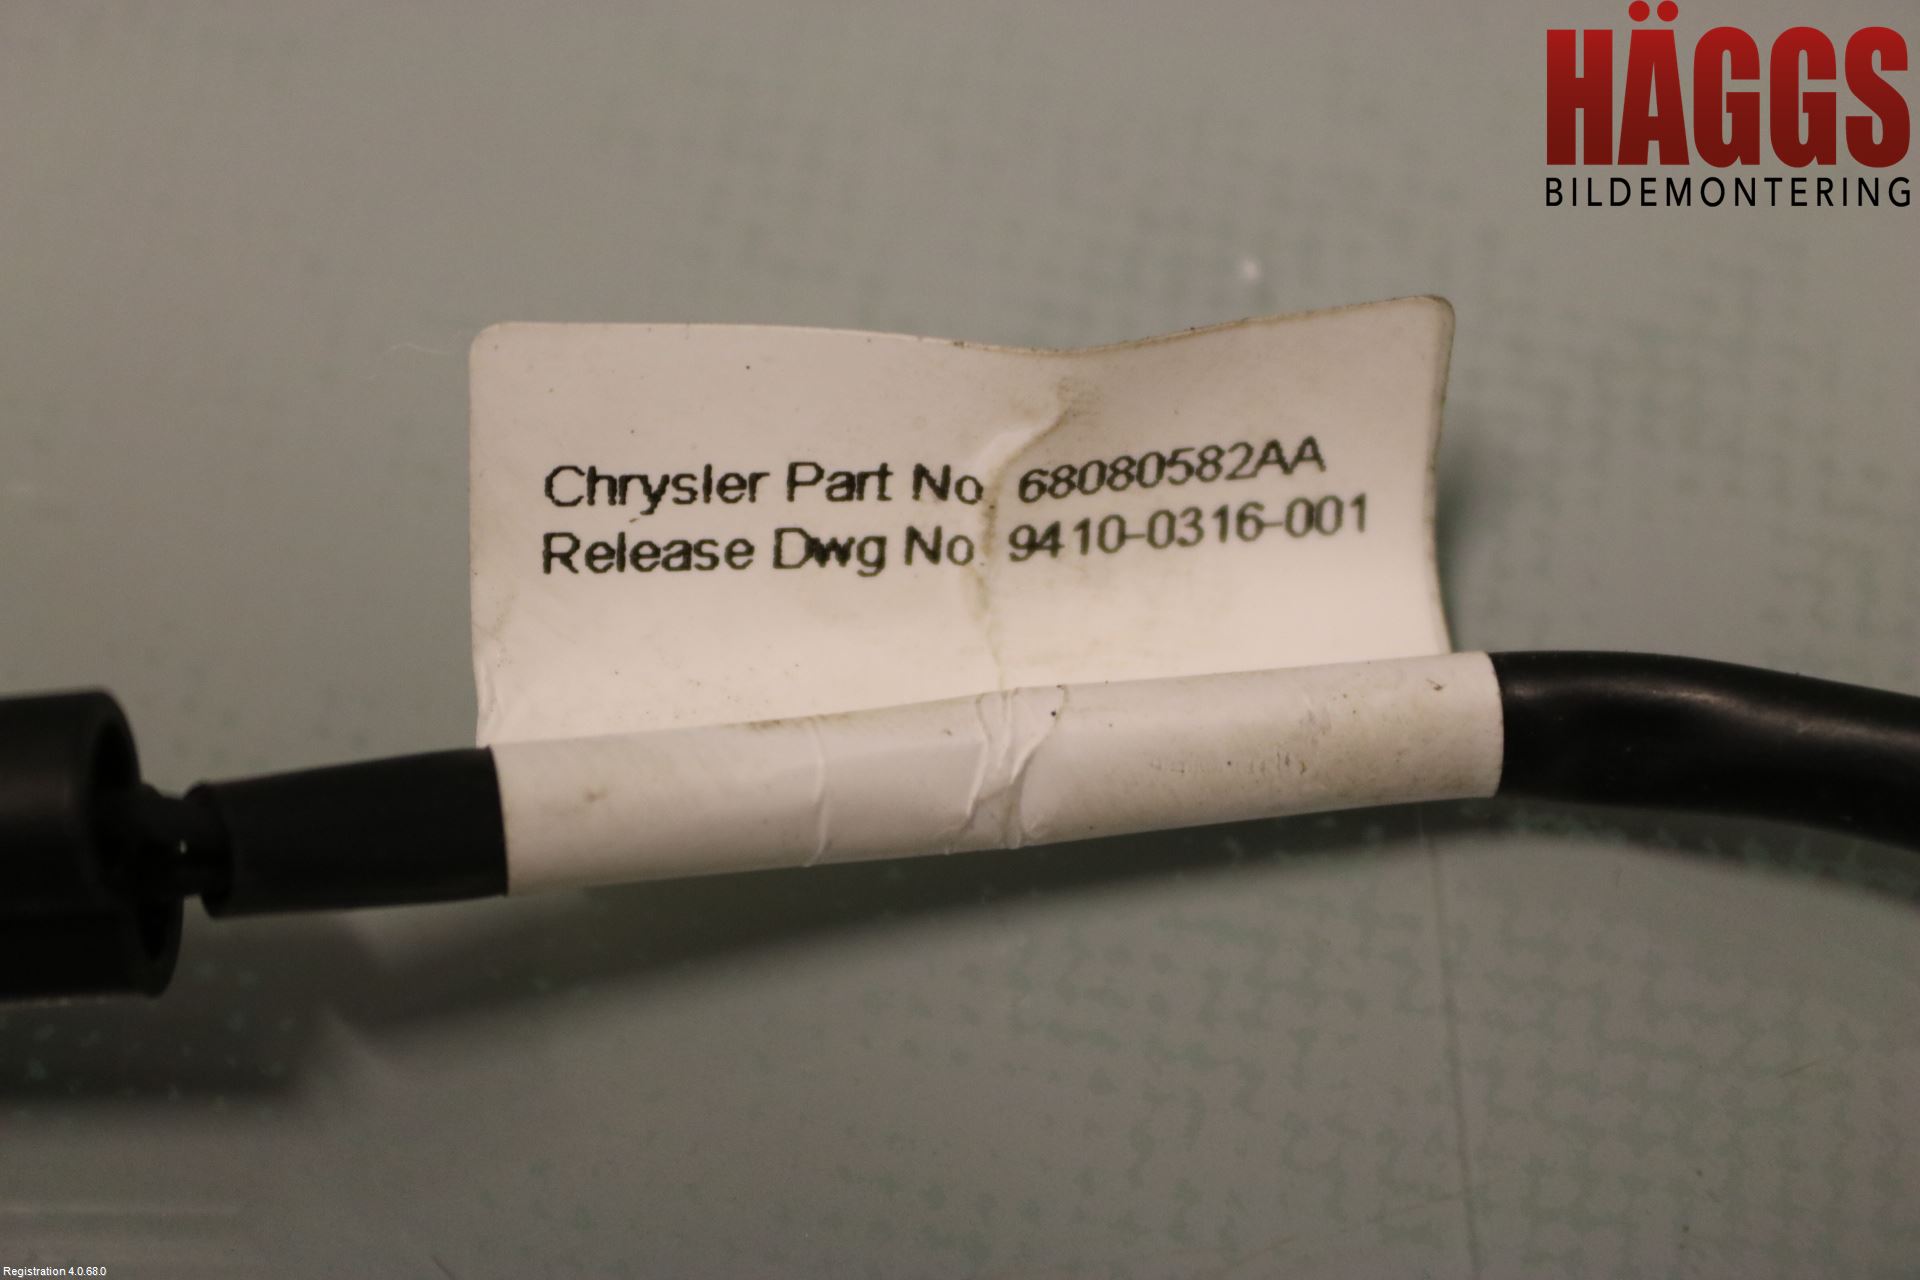 HÄGGS
BILDEMONTERING
Chrysler Part No 68080582AA
Release Dwg No 9410-0316-001
Registration 4.0.68.0